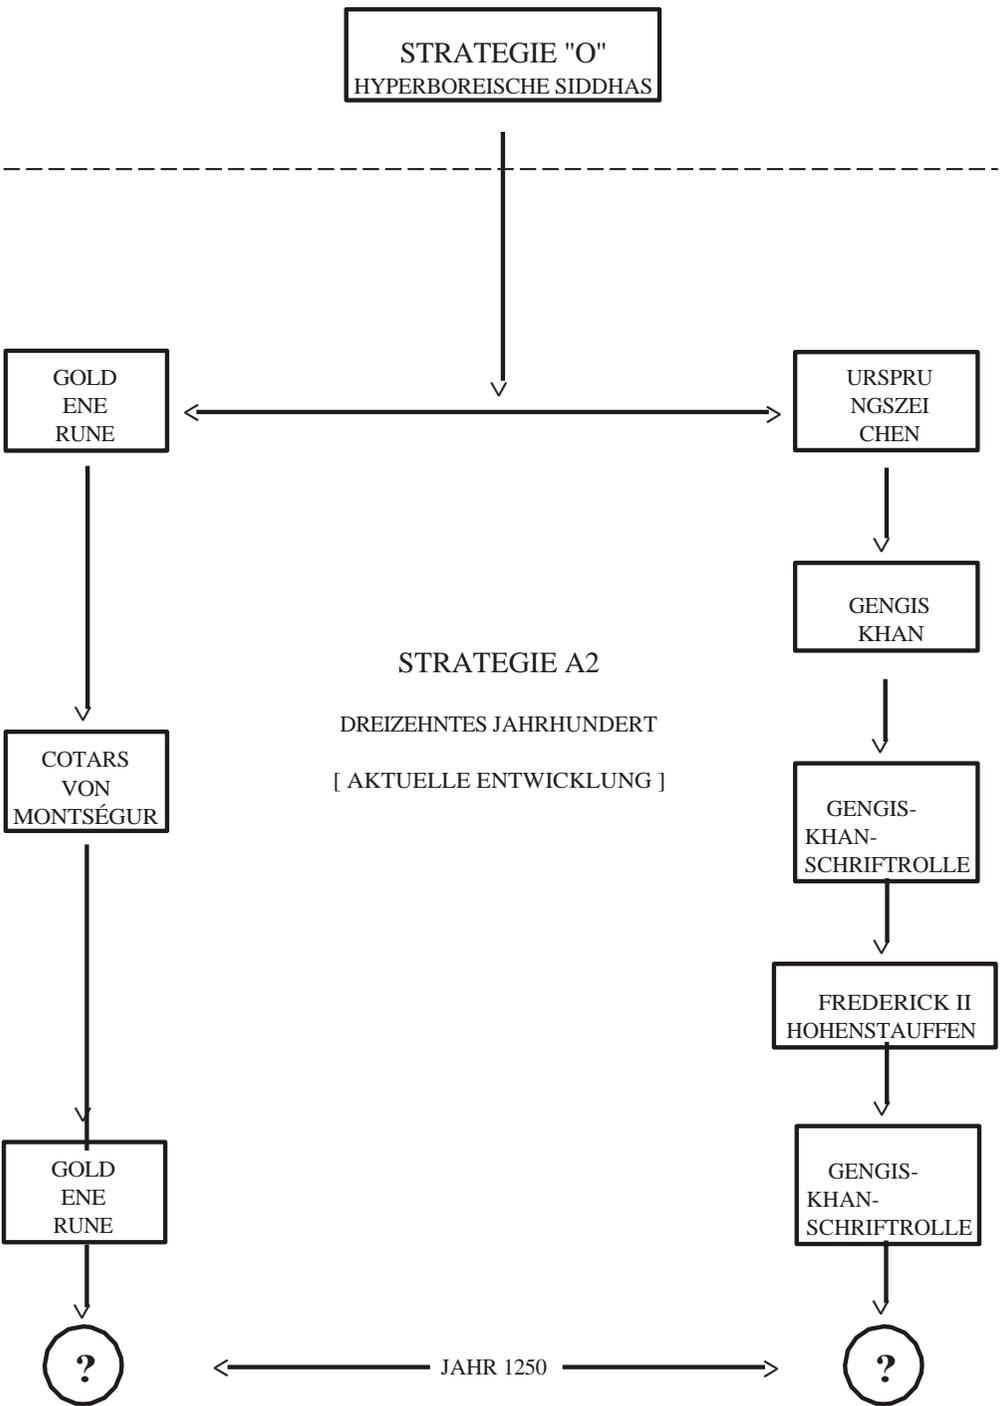 STRATEGIE "O"
HYPERBOREISCHE SIDDHAS
GOLD
ENE
RUNE
URSPRU
NGSZEI
CHEN
GENGIS
KHAN
STRATEGIE A2
DREIZEHNTES JAHRHUNDERT
[ AKTUELLE ENTWICKLUNG ]
COTARS
VON
MONTSÉGUR
GENGIS-
KHAN-
SCHRIFTROLLE
FREDERICK II
HOHENSTAUFFEN
GOLD
ENE
RUNE
GENGIS-
KHAN-
SCHRIFTROLLE
?
JAHR 1250
?